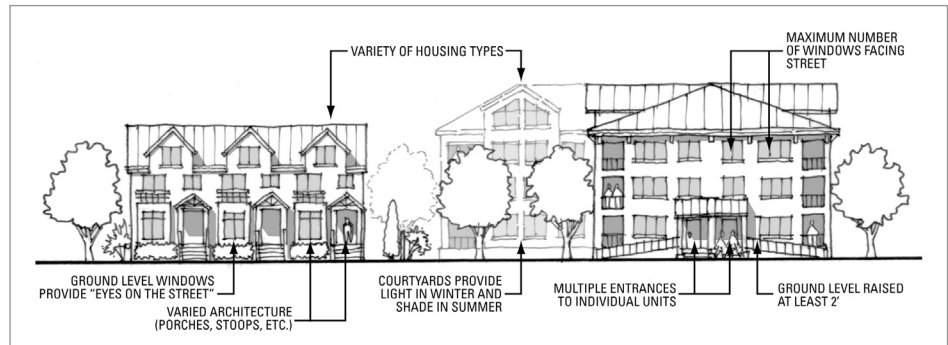 VARIETY OF HOUSING TYPES
MAXIMUM NUMBER
OF WINDOWS FACING
STREET
GROUND LEVEL WINDOWS
PROVIDE “EYES ON THE STREET”
VARIED ARCHITECTURE
(PORCHES, STOOPS, ETC.)
COURTYARDS PROVIDE
LIGHT IN WINTER AND
SHADE IN SUMMER
MULTIPLE ENTRANCES
TO INDIVIDUAL UNITS
GROUND LEVEL RAISED
AT LEAST 2’